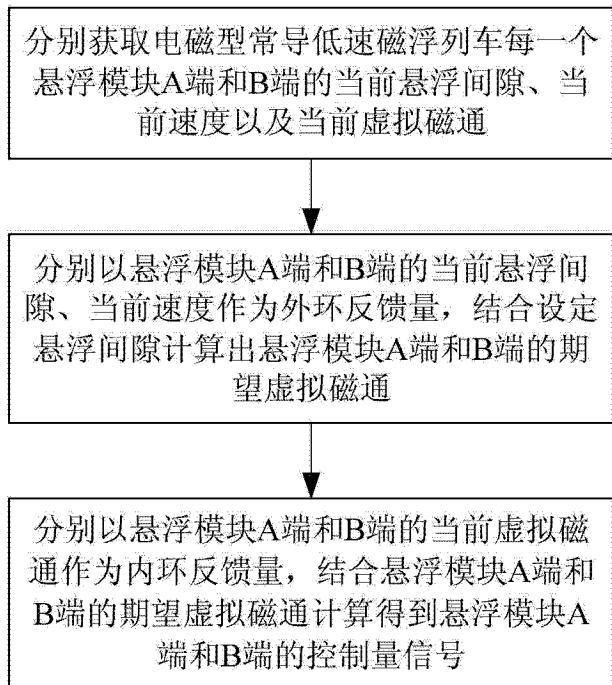 分别获取电磁型常导低速磁浮列车每一个
悬浮模块A端和B端的当前悬浮间隙、当
前速度以及当前虚拟磁通
分别以悬浮模块A端和B端的当前悬浮间
隙、当前速度作为外环反馈量，结合设定
悬浮间隙计算出悬浮模块A端和B端的期
望虚拟磁通
分别以悬浮模块A端和B端的当前虚拟磁
通作为内环反馈量，结合悬浮模块A端和
B端的期望虚拟磁通计算得到悬浮模块A
端和B端的控制量信号